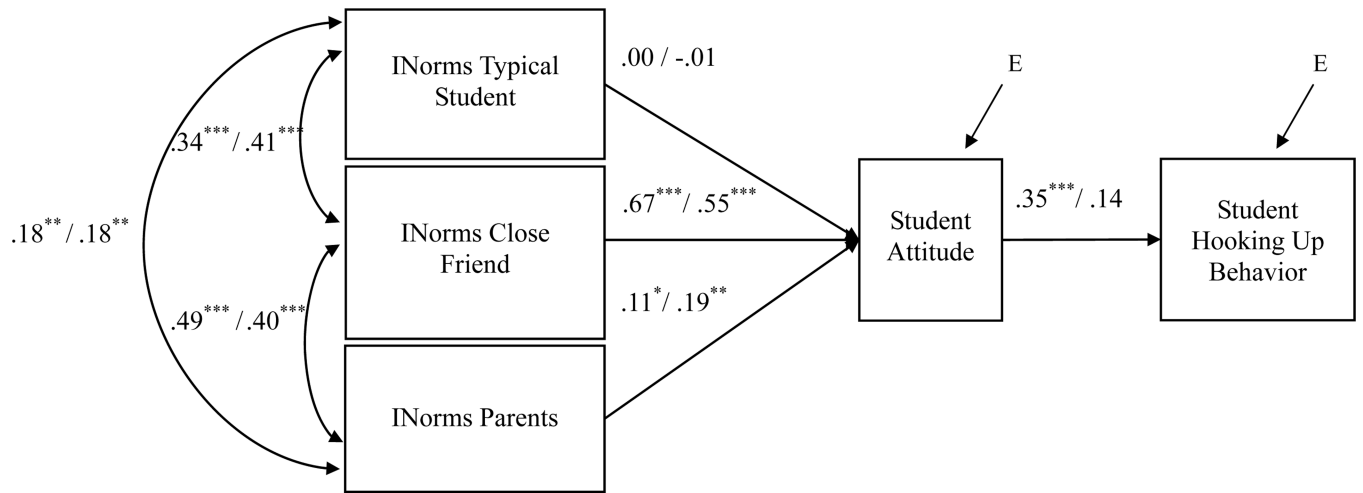 INorms Typical
Student
.00 / -.01
E
E
.34***/ .41***
.18**/ .18**
INorms Close
Friend
.67***/ .55***
Student
Attitude
.35***/ .14
Student
Hooking Up
Behavior
.49***/ .40***
.11*/ .19**
INorms Parents